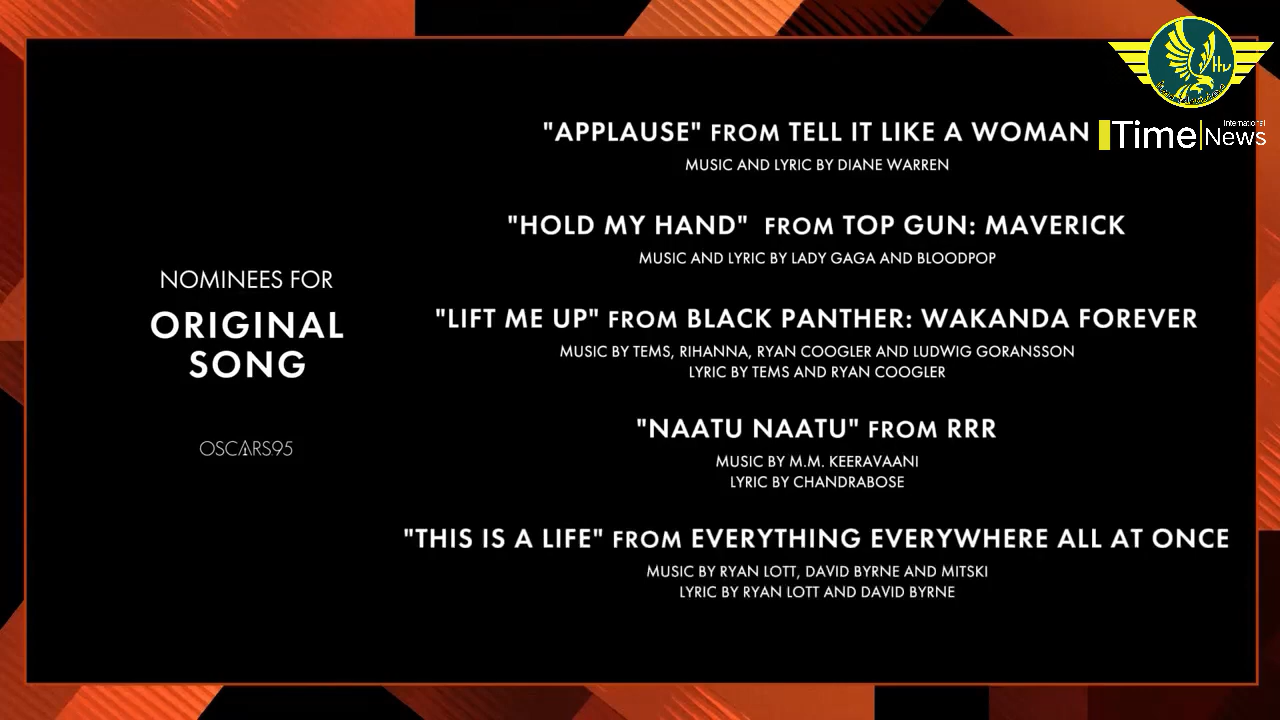 NOMINEES FOR
ORIGINAL
SONG
OSCARS95
"APPLAUSE" FROM TELL IT LIKE A WOMAN
MUSIC AND LYRIC BY DIANE WARREN
"HOLD MY HAND" FROM TOP GUN: MAVERICK
MUSIC AND LYRIC BY LADY GAGA AND BLOODPOP
"LIFT ME UP" FROM BLACK PANTHER: WAKANDA FOREVER
MUSIC BY TEMS, RIHANNA, RYAN COOGLER AND LUDWIG GORANSSON
LYRIC BY TEMS AND RYAN COOGLER
"NAATU NAATU" FROM RRR
MUSIC BY M.M. KEERAVAANI
LYRIC BY CHANDRABOSE
"THIS IS A LIFE" FROM EVERYTHING EVERYWHERE ALL AT ONCE
MUSIC BY RYAN LOTT, DAVID BYRNE AND MITSKI
LYRIC BY RYAN LOTT AND DAVID BYRNE
International
Time News